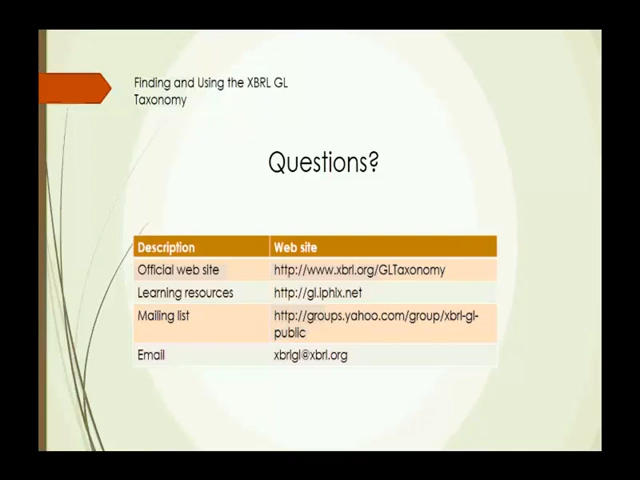 Finding and Using the XBRL GL
Taxonomy
Questions?
Description Web site
Official web site http://www.xbrl.org/GLTaxonomy
Learning resources http://gl.iphix.net
Mailing list http://groups.yahoo.com/group/xbrl-gl-
public
Email xbrlgl@xbrl.org